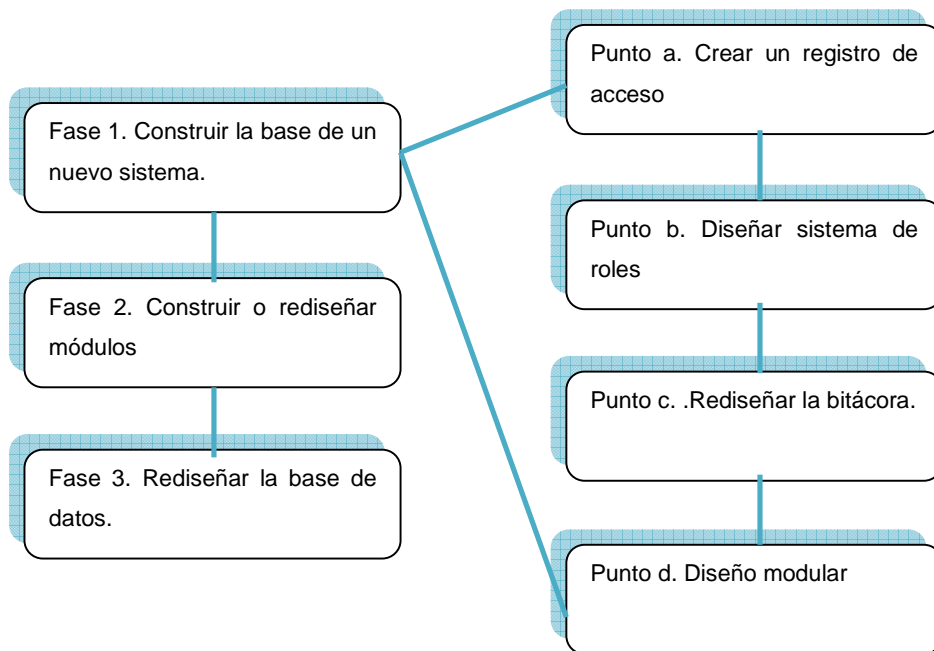 Fase 1. Construir la base de un
nuevo sistema.
Fase 2. Construir o rediseñar
módulos
Fase 3. Rediseñar la base de
datos.
Punto a. Crear un registro de
acceso
Punto b. Diseñar sistema de
roles
Punto c. .Rediseñar la bitácora.
Punto d. Diseño modular